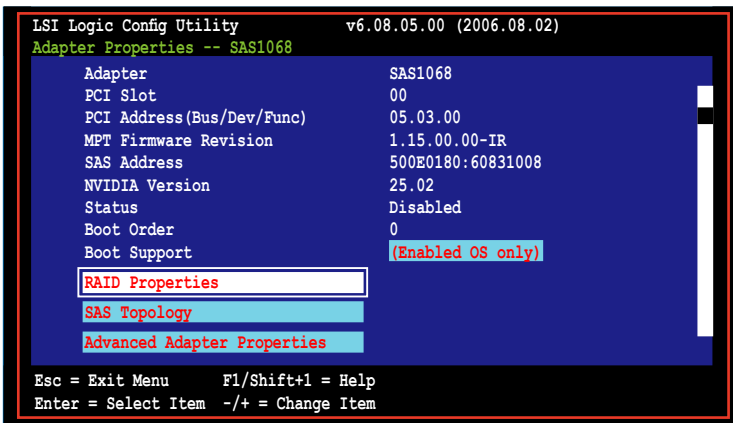 LSI Logic Config Utility v6.08.05.00 (2006.08.02)
Adapter Properties -- SAS1068
Adapter SAS1068
PCI Slot 00
PCI Address(Bus/Dev/Func) 05.03.00
MPT Firmware Revision 1.15.00.00-IR
SAS Address 500E0180:60831008
NVIDIA Version 25.02
Status Disabled
Boot Order 0
Boot Support (Enabled OS only)
RAID Properties
SAS Topology
Advanced Adapter Properties
Esc = Exit Menu F1/Shift+1 = Help
Enter = Select Item -/+ = Change Item